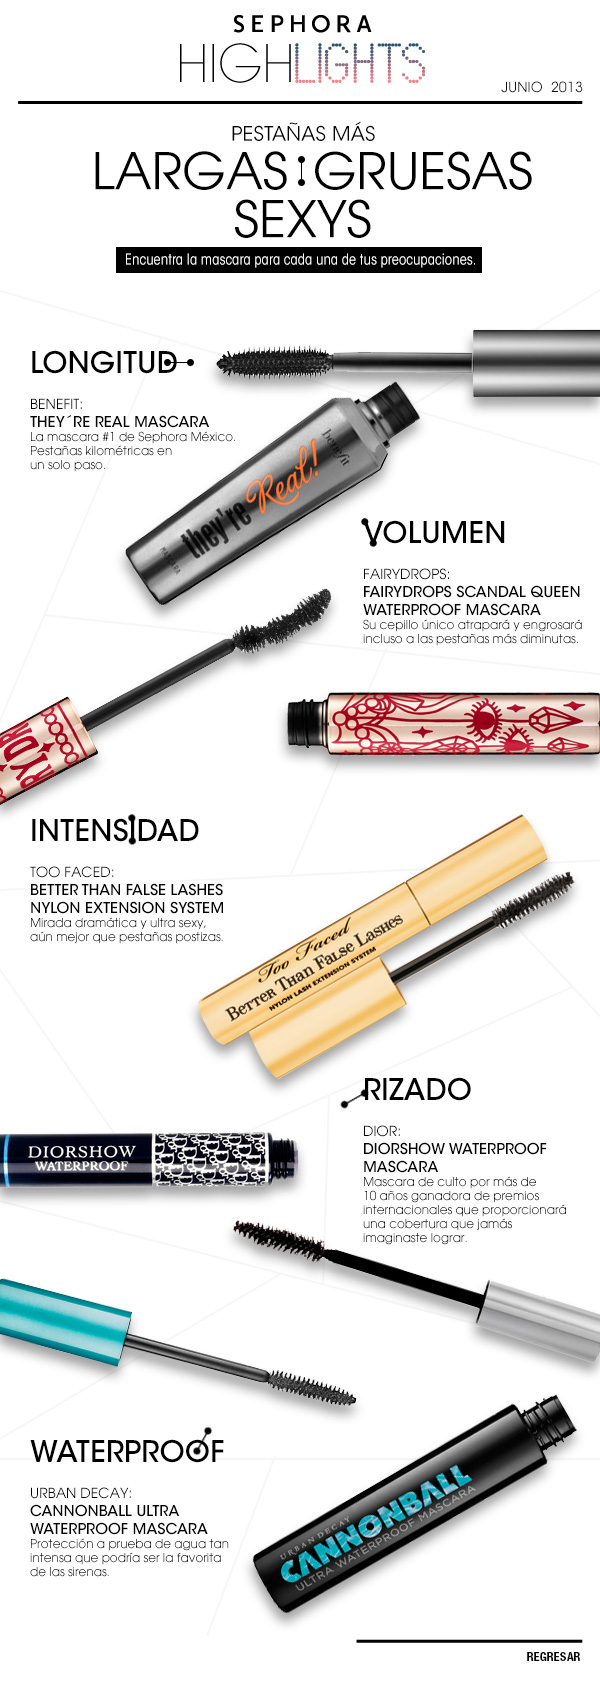 SEPHORA
HIGHLIGHTS
JUNIO 2013
PESTAÑAS MÁS
LARGAS GRUESAS
SEXYS
Encuentra la mascara para cada una de tus preocupaciones.
LONGITUD
BENEFIT:
THEY´RE REAL MASCARA
La mascara #1 de Sephora México.
Pestañas kilométricas en
un solo paso.
benefit
they're Real!
MASCARA
VOLUMEN
FAIRYDROPS:
FAIRYDROPS SCANDAL QUEEN
WATERPROOF MASCARA
Su cepillo único atrapará y engrosará
incluso a las pestañas más diminutas.
RY DR
INTENSIDAD
TOO FACED:
BETTER THAN FALSE LASHES
NYLON EXTENSION SYSTEM
Mirada dramática y ultra sexy,
aún mejor que pestañas postizas.
Too Faced
BETTER THAN FALSE LASHES
NYLON LASH EXTENSION SYSTEM
RIZADO
DIOR:
DIORSHOW WATERPROOF
MASCARA
Mascara de culto por más de
10 años ganadora de premios
internacionales que proporcionará
una cobertura que jamás
imaginaste lograr.
DIORSHOW
WATERPROOF
WATERPROOF
URBAN DECAY:
CANNONBALL ULTRA
WATERPROOF MASCARA
Protección a prueba de agua tan
intensa que podría ser la favorita
de las sirenas.
URBAN DECAY
CANNONBALL
ULTRA WATERPROOF MASCARA
REGRESAR